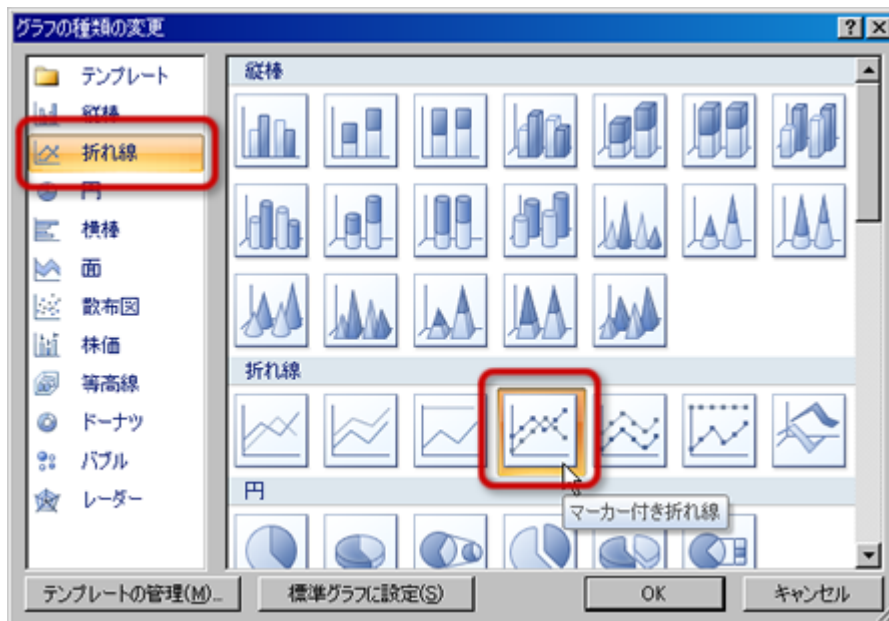 グラフの種類の変更
テンプレート
縦棒
折れ線
円
横棒
面
散布図
株価
等高線
ドーナツ
バブル
レーダー
縦棒
折れ線
円
マーカー付き折れ線
テンプレートの管理(M)...
標準グラフに設定(S)
OK
キャンセル